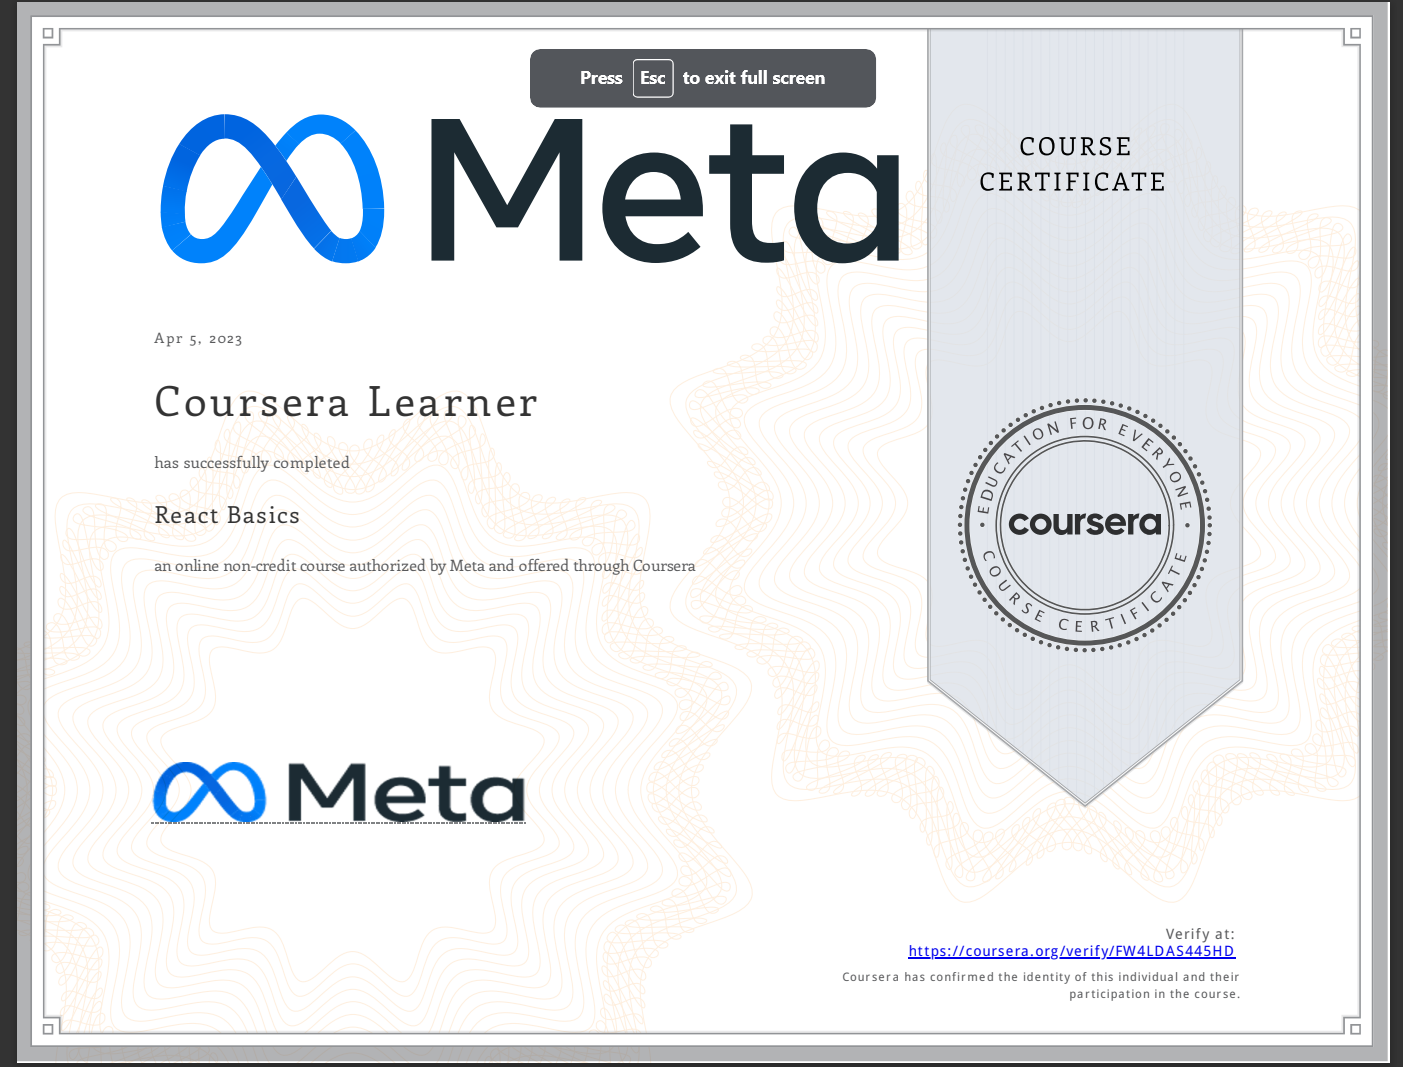 Press Esc to exit full screen
Meta
COURSE
CERTIFICATE
Apr 5, 2023
Coursera Learner
has successfully completed
React Basics
an online non-credit course authorized by Meta and offered through Coursera
EDUCATION FOR EVERYONE
coursera
COURSE CERTIFICATE
Meta
Verify at:
https://coursera.org/verify/FW4LDAS445HD
Coursera has confirmed the identity of this individual and their
participation in the course.